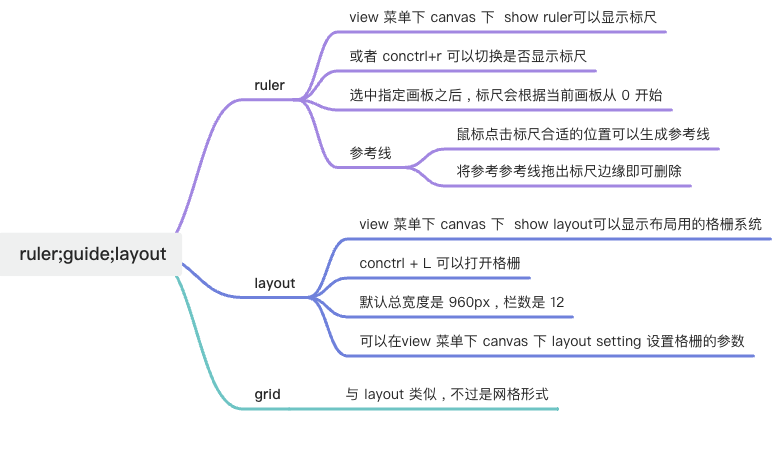 view 菜单下 canvas 下  show ruler可以显示标尺
或者 conctrl+r 可以切换是否显示标尺
ruler
选中指定画板之后，标尺会根据当前画板从 0 开始
鼠标点击标尺合适的位置可以生成参考线
参考线
将参考参考线拖出标尺边缘即可删除
ruler;guide;layout
view 菜单下 canvas 下  show layout可以显示布局用的格栅系统
conctrl + L 可以打开格栅
layout
默认总宽度是 960px，栏数是 12
可以在view 菜单下 canvas 下 layout setting 设置格栅的参数
grid
与 layout 类似，不过是网格形式